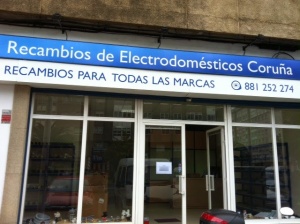 Recambios de Electrodomésticos Coruña
RECAMBIOS PARA TODAS LAS MARCAS 881 252 274